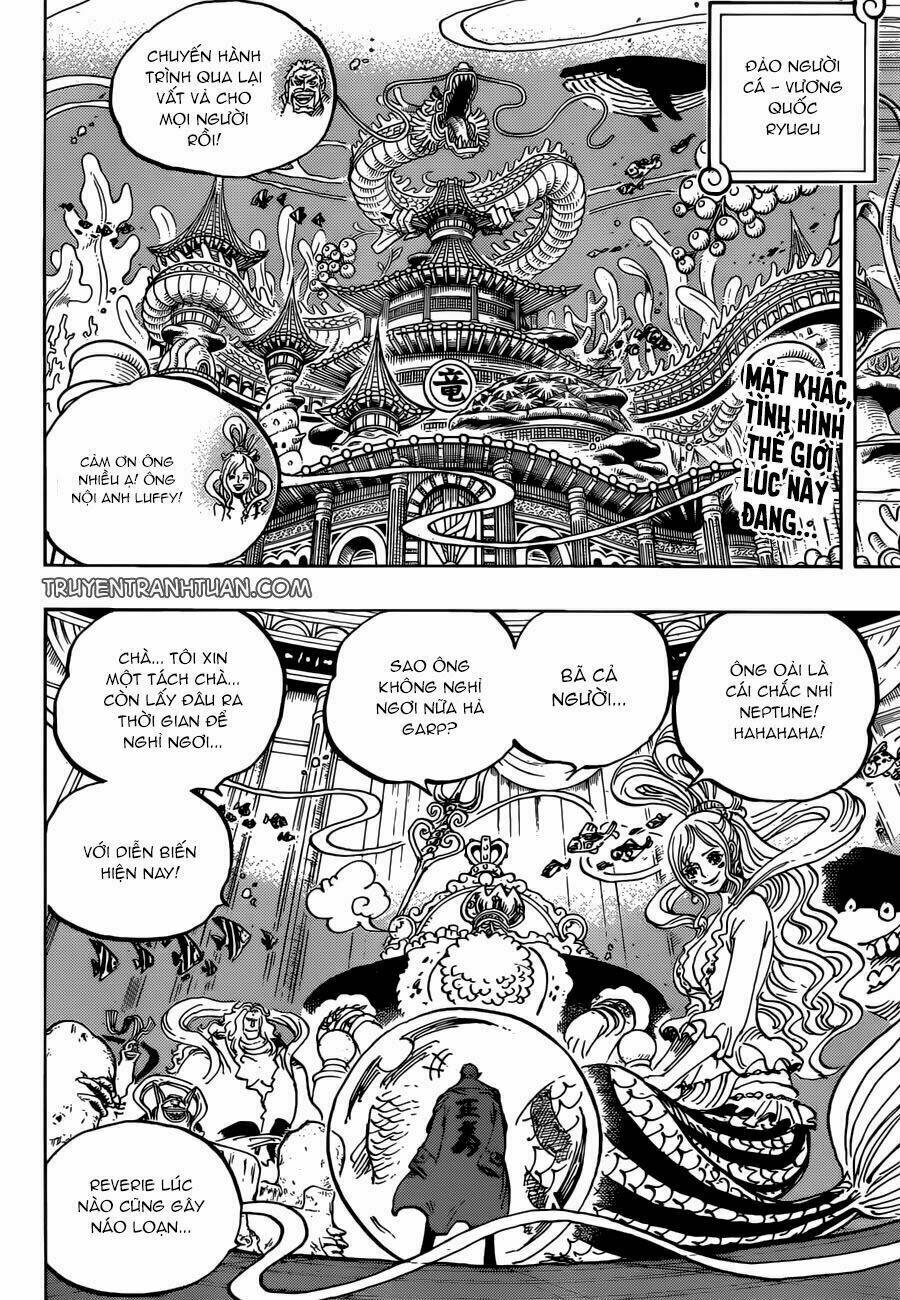 ĐẢO NGƯỜI
CÁ - VƯƠNG
QUỐC
RYUGU
CHUYẾN HÀNH
TRÌNH QUA LẠI
VẤT VẢ CHO
MỌI NGƯỜI
RỒI!
竜
MẶT KHÁC,
TÌNH HÌNH
THẾ GIỚI
LÚC NÀY
ĐANG...
CẢM ƠN ÔNG
NHIỀU Ạ! ÔNG
NỘI ANH LUFFY!
TRUYENTRANHTUAN.COM
ÔNG OẢI LÀ
CÁI CHẮC NHỈ
NEPTUNE!
HAHAHAHA!
BÃ CẢ
NGƯỜI...
SAO ÔNG
KHÔNG NGHỈ
NGƠI NỮA HẢ
GARP?
CHÀ... TÔI XIN
MỘT TÁCH CHÀ...
CÒN LẤY ĐÂU RA
THỜI GIAN ĐỂ
NGHỈ NGƠI...
VỚI DIỄN BIẾN
HIỆN NAY!
正義
REVERIE LÚC
NÀO CŨNG GÂY
NÁO LOẠN...